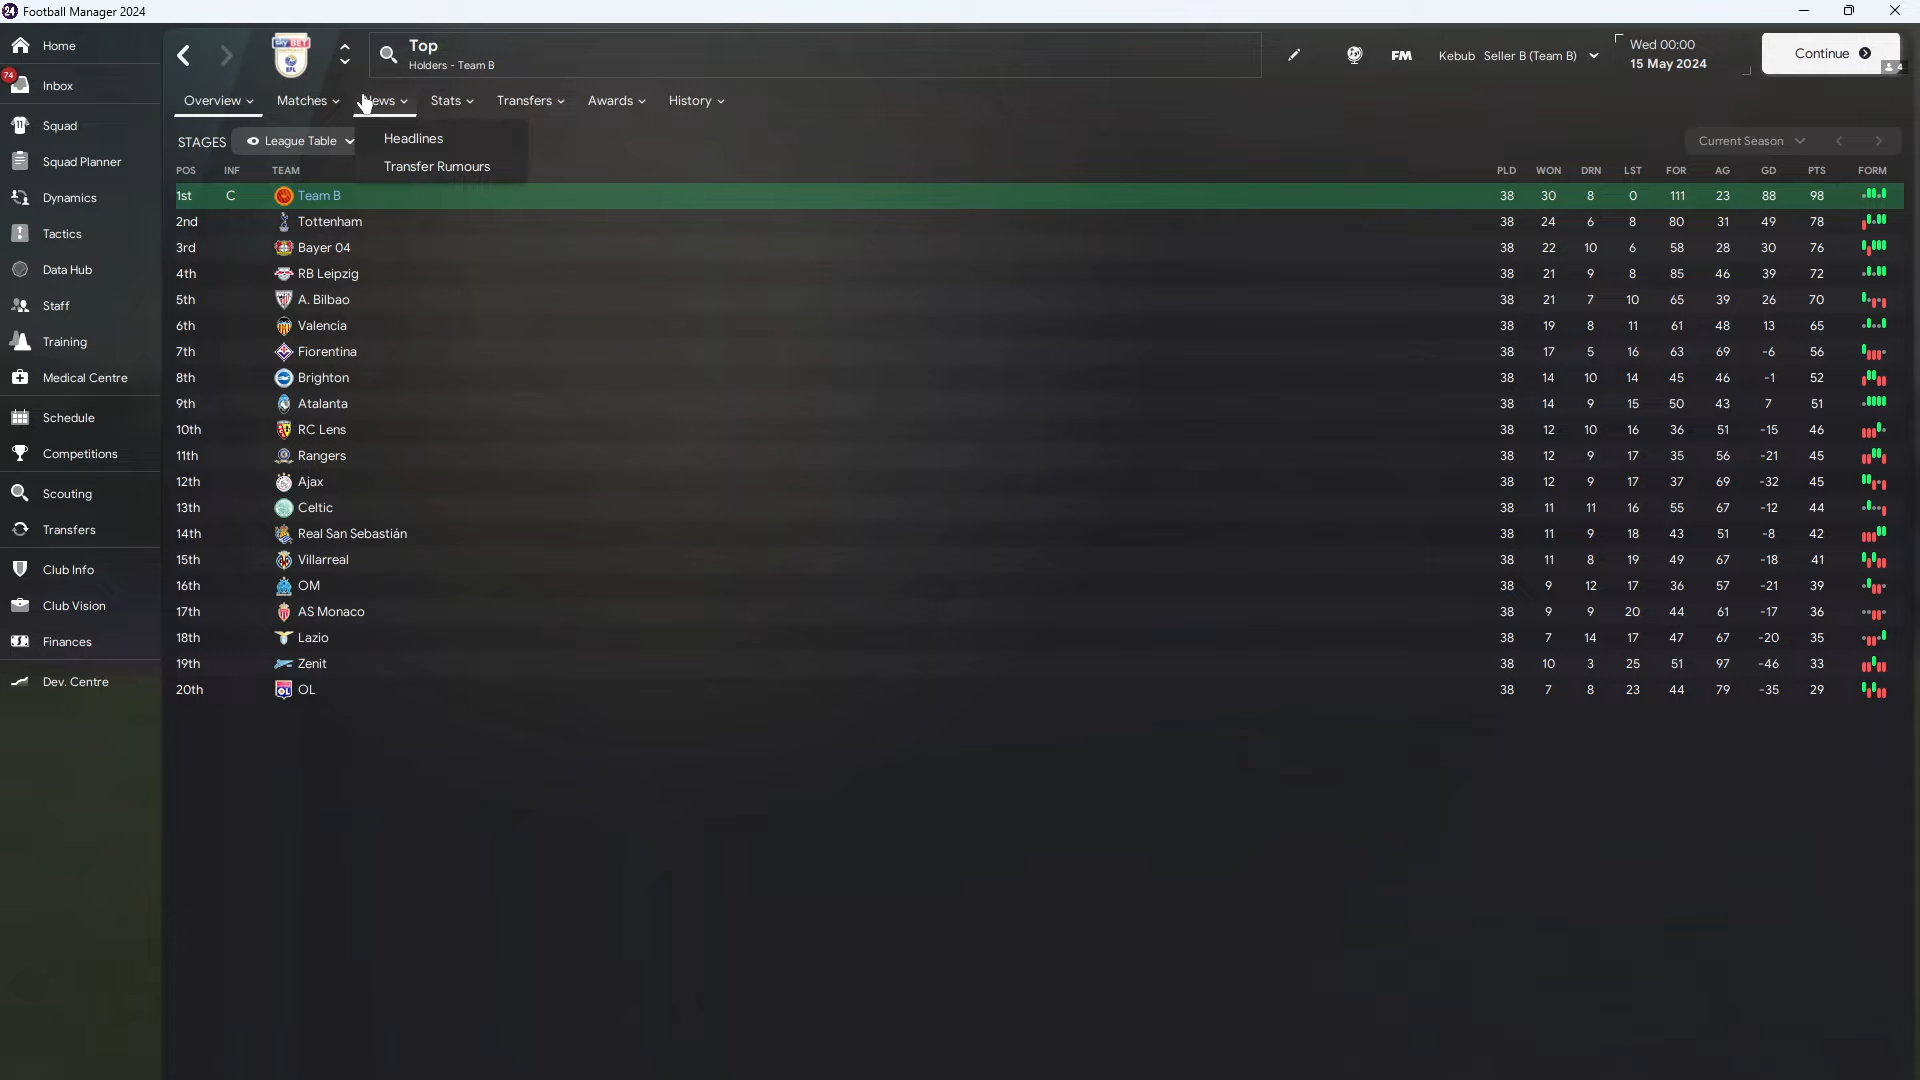 Football Manager 2024
Home
74
Inbox
Squad
Squad Planner
Dynamics
Tactics
Data Hub
Staff
Training
Medical Centre
Schedule
Competitions
Scouting
Transfers
Club Info
Club Vision
Finances
Dev. Centre
sky BET
EFL
Top
Holders - Team B
FM
Kebub Seller B (Team B)
Wed 00:00
15 May 2024
Continue
4
Overview Matches News Stats Transfers Awards History
Headlines
Transfer Rumours
STAGES League Table
Current Season
POS INF TEAM PLD WON DRN LST FOR AG GD PTS FORM
1st C Team B 38 30 8 0 111 23 88 98
2nd Tottenham 38 24 6 8 80 31 49 78
3rd Bayer 04 38 22 10 6 58 28 30 76
4th RB Leipzig 38 21 9 8 85 46 39 72
5th A. Bilbao 38 21 7 10 65 39 26 70
6th Valencia 38 19 8 11 61 48 13 65
7th Fiorentina 38 17 5 16 63 69 -6 56
8th Brighton 38 14 10 14 45 46 -1 52
9th Atalanta 38 14 9 15 50 43 7 51
10th RC Lens 38 12 10 16 36 51 -15 46
11th Rangers 38 12 9 17 35 56 -21 45
12th Ajax 38 12 9 17 37 69 -32 45
13th Celtic 38 11 11 16 55 67 -12 44
14th Real San Sebastián 38 11 9 18 43 51 -8 42
15th Villarreal 38 11 8 19 49 67 -18 41
16th OM 38 9 12 17 36 57 -21 39
17th AS Monaco 38 9 9 20 44 61 -17 36
18th Lazio 38 7 14 17 47 67 -20 35
19th Zenit 38 10 3 25 51 97 -46 33
20th OL 38 7 8 23 44 79 -35 29